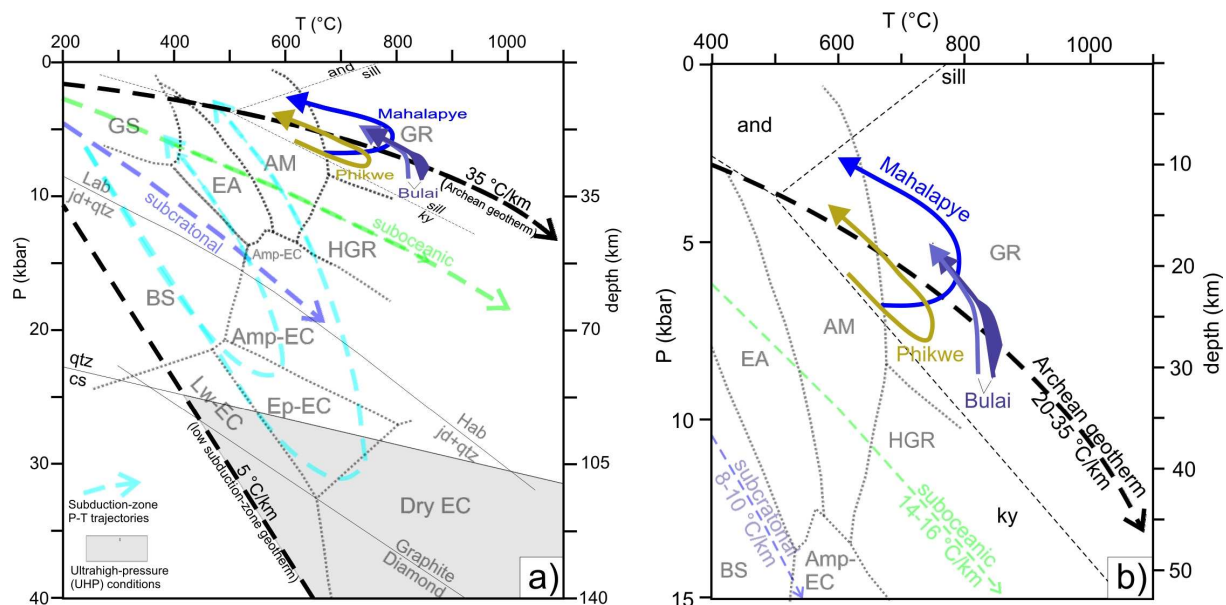 T (°C)
200
400
600
800
0
10
20
30
40
P (kbar)
35
70
105
140
depth (km)
and
sill
Mahalapye
GS
AM
GR
EA
Phikwe
Bulai
35 °C/km
(Archean geotherm)
sill
ky
Lab
jd+qtz
subcratonal
suboceanic
Amp-EC
HGR
BS
Amp-EC
qtz
cs
Lw-EC
Ep-EC
Hab
jd+qtz
5 °C/km
(low subduction-zone geotherm)
Dry EC
Graphite
Diamond
Subduction-zone
P-T trajectories
Ultrahigh-pressure
(UHP) conditions
a)
T (°C)
400
600
800
1000
0
5
10
15
P (kbar)
0
10
20
30
40
50
depth (km)
sill
and
Mahalapye
GR
AM
EA
Phikwe
Bulai
Archean geotherm
20-35 °C/km
HGR
subcratonal
8-10 °C/km
suboceanic
14-16 °C/km
ky
BS
Amp-
EC
b)